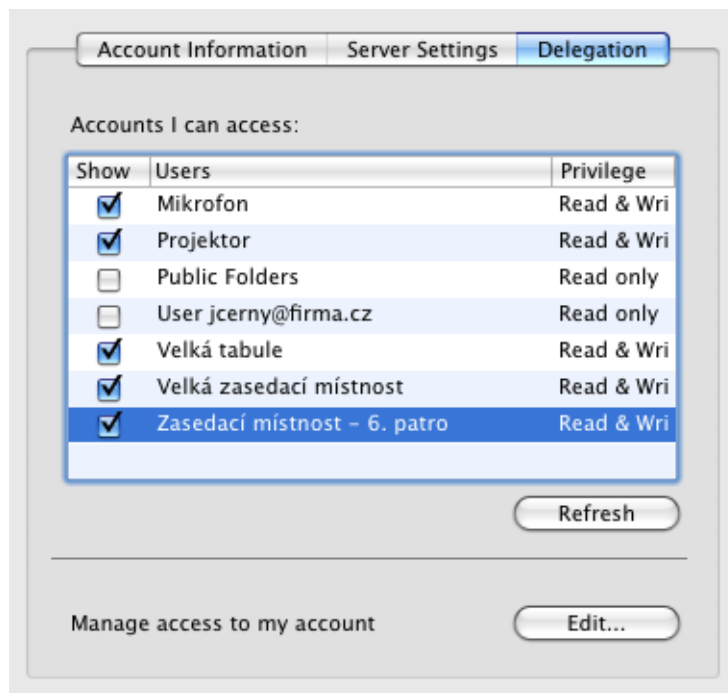 Account Information Server Settings Delegation
Accounts I can access:
Show Users Privilege
Mikrofon Read & Wri
Projektor Read & Wri
Public Folders Read only
User jcerny@firma.cz Read only
Velká tabule Read & Wri
Velká zasedací místnost Read & Wri
Zasedací místnost – 6. patro Read & Wri
Refresh
Manage access to my account Edit...